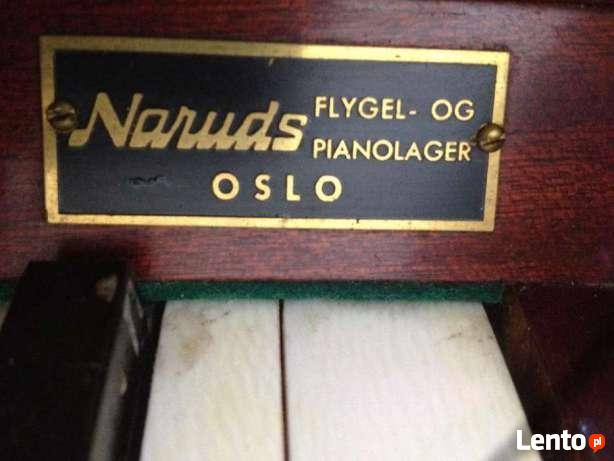 Naruds FLYGEL- OG
PIANOLAGER
OSLO
Lento.pl